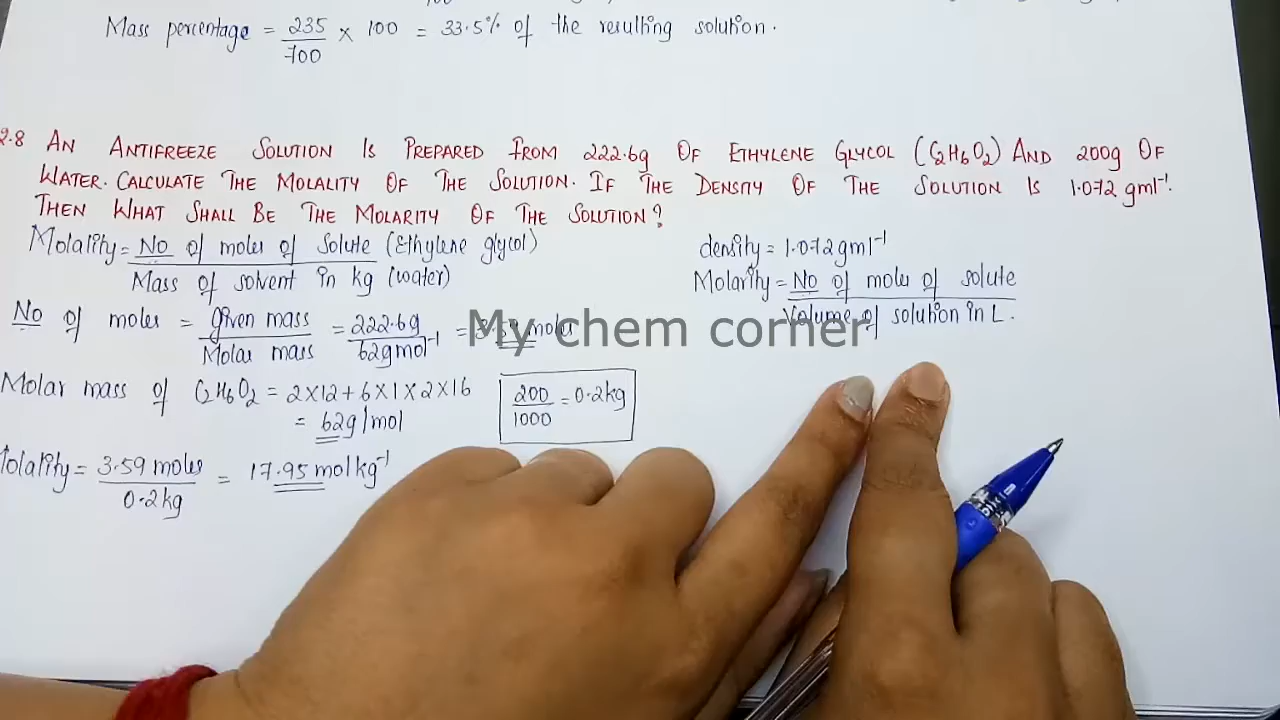 Mass percentage = 235/700 × 100 = 33.5% of the resulting solution.
2.8 AN ANTIFREEZE SOLUTION IS PREPARED FROM 222.6g OF ETHYLENE GLYCOL (C2H6O2) AND 200g OF
WATER. CALCULATE THE MOLALITY OF THE SOLUTION. IF THE DENSITY OF THE SOLUTION IS 1.072 gml⁻¹.
THEN WHAT SHALL BE THE MOLARITY OF THE SOLUTION?
Molality = No of moles of solute (Ethylene glycol)
Mass of solvent in kg (water)
No of moles = given mass / Molar mass = 222.6g / 62gmol⁻¹ = 3.59 moles
Molar mass of C2H6O2 = 2×12+6×1×2×16
= 62g/mol
200/1000 = 0.2kg
Molality = 3.59 moles / 0.2kg = 17.95 mol kg⁻¹
density = 1.072gml⁻¹
Molarity = No of moles of solute
Volume of solution in L.
My chem corner